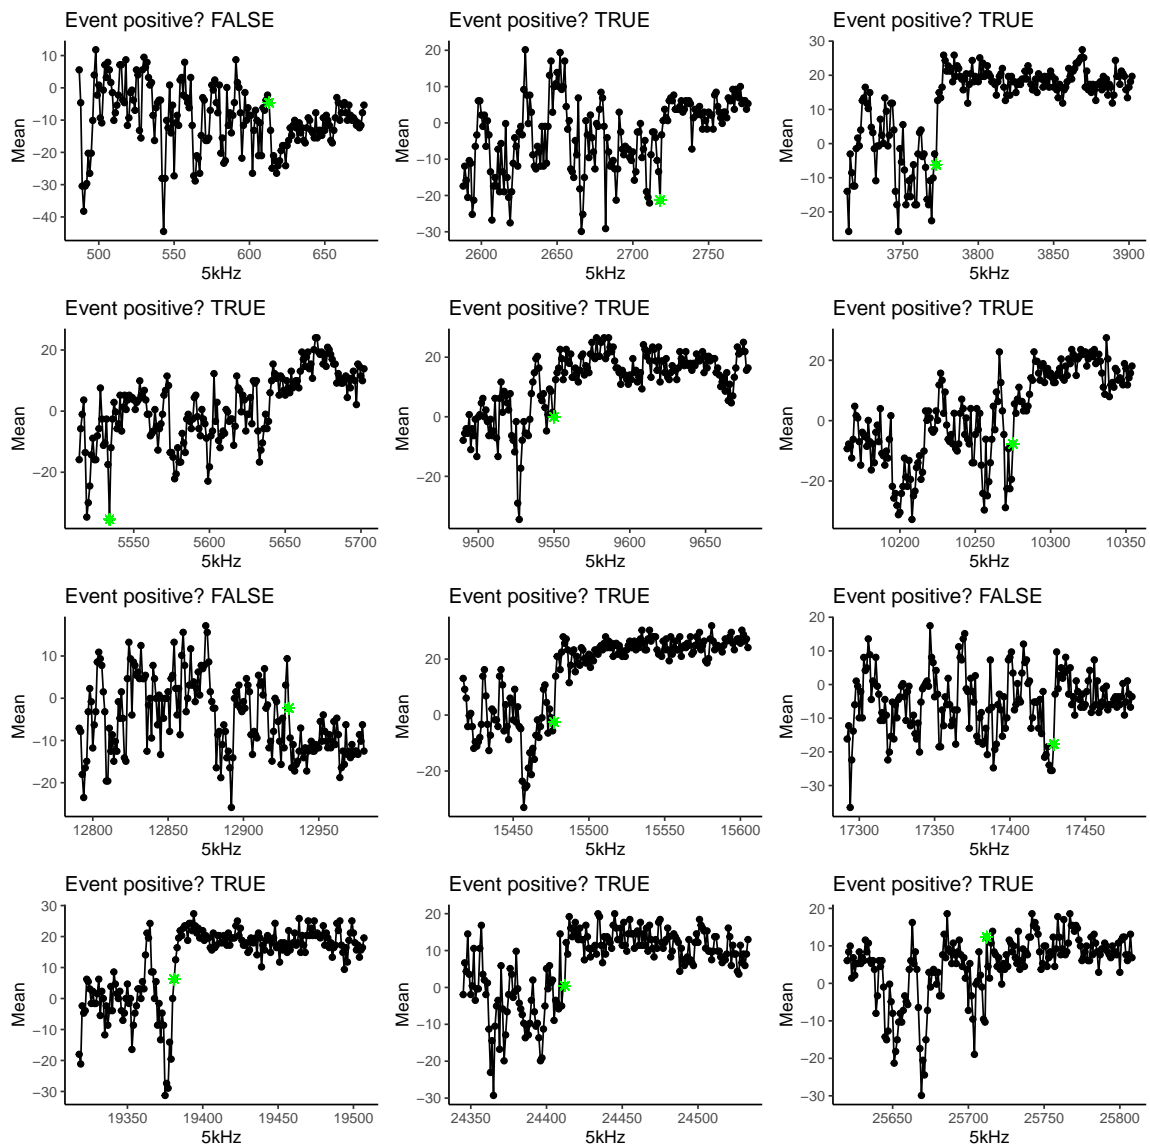 Event positive? FALSE
10
0
−10
−20
−30
−40
Mean
500 550 600 650
5kHz
Event positive? TRUE
20
10
0
−10
−20
−30
Mean
2600 2650 2700 2750
5kHz
Event positive? TRUE
30
20
10
0
−10
−20
Mean
3750 3800 3850 3900
5kHz
Event positive? TRUE
20
0
−20
Mean
5550 5600 5650 5700
5kHz
Event positive? TRUE
20
0
−20
Mean
9500 9550 9600 9650
5kHz
Event positive? TRUE
20
0
−20
Mean
10200 10250 10300 10350
5kHz
Event positive? FALSE
10
0
−10
−20
Mean
12800 12850 12900 12950
5kHz
Event positive? TRUE
20
0
−20
Mean
15450 15500 15550 15600
5kHz
Event positive? FALSE
20
10
0
−10
−20
−30
Mean
17300 17350 17400 17450
5kHz
Event positive? TRUE
30
20
10
0
−10
−20
−30
Mean
19350 19400 19450 19500
5kHz
Event positive? TRUE
20
10
0
−10
−20
−30
Mean
24350 24400 24450 24500
5kHz
Event positive? TRUE
20
10
0
−10
−20
−30
Mean
25650 25700 25750 25800
5kHz